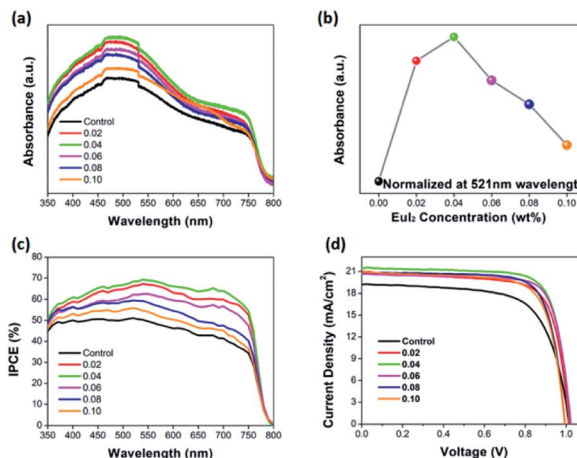 (a)
Absorbance (a.u.)
Control
0.02
0.04
0.06
0.08
0.10
350 400 450 500 550 600 650 700 750 800
Wavelength (nm)
(b)
Absorbance (a.u.)
Normalized at 521nm wavelengt
0.00 0.02 0.04 0.06 0.08 0.10
EuI₂ Concentration (wt%)
(c)
IPCE (%)
80
70
60
50
40
30
20
10
0
Control
0.02
0.04
0.06
0.08
0.10
350 400 450 500 550 600 650 700 750 800
Wavelength (nm)
(d)
Current Density (mA/cm²)
24
21
18
15
12
9
6
3
0
Control
0.02
0.04
0.06
0.08
0.10
0.0 0.2 0.4 0.6 0.8 1.0
Voltage (V)